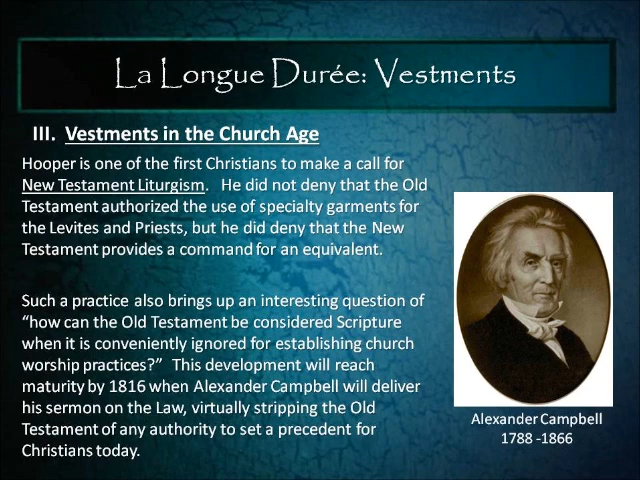 La Longue Durée: Vestments
III. Vestments in the Church Age
Hooper is one of the first Christians to make a call for
New Testament Liturgism. He did not deny that the Old
Testament authorized the use of specialty garments for
the Levites and Priests, but he did deny that the New
Testament provides a command for an equivalent.
Such a practice also brings up an interesting question of
“how can the Old Testament be considered Scripture
when it is conveniently ignored for establishing church
worship practices?” This development will reach
maturity by 1816 when Alexander Campbell will deliver
his sermon on the Law, virtually stripping the Old
Testament of any authority to set a precedent for
Christians today.
Alexander Campbell
1788 -1866